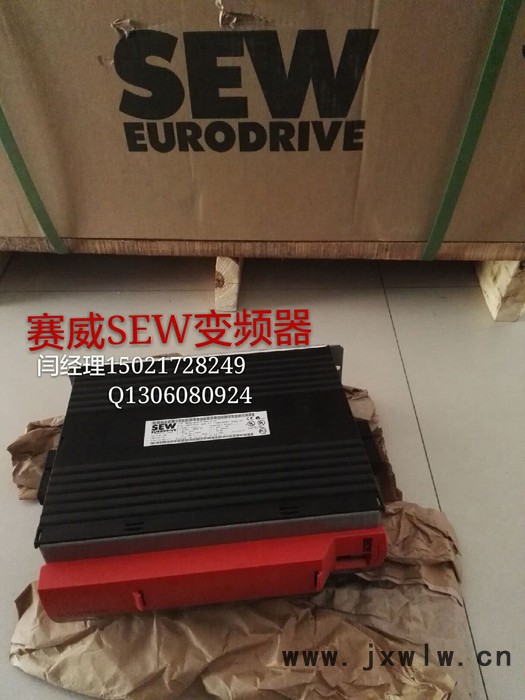 SEW
EURODRIVE
赛威SEW变频器
闫经理15021728249
Q1306080924
SEW
EURODRIVE
www.jxwlw.cn